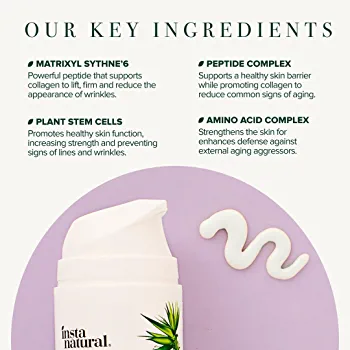 OUR KEY INGREDIENTS
MATRIXYL SYTHNE'6
Powerful peptide that supports
collagen to lift, firm and reduce the
appearance of wrinkles.
PEPTIDE COMPLEX
Supports a healthy skin barrier
while promoting collagen to
reduce common signs of aging.
PLANT STEM CELLS
Promotes healthy skin function,
increasing strength and preventing
signs of lines and wrinkles.
AMINO ACID COMPLEX
Strengthens the skin for
enhances defense against
external aging aggressors.
insta
natural.